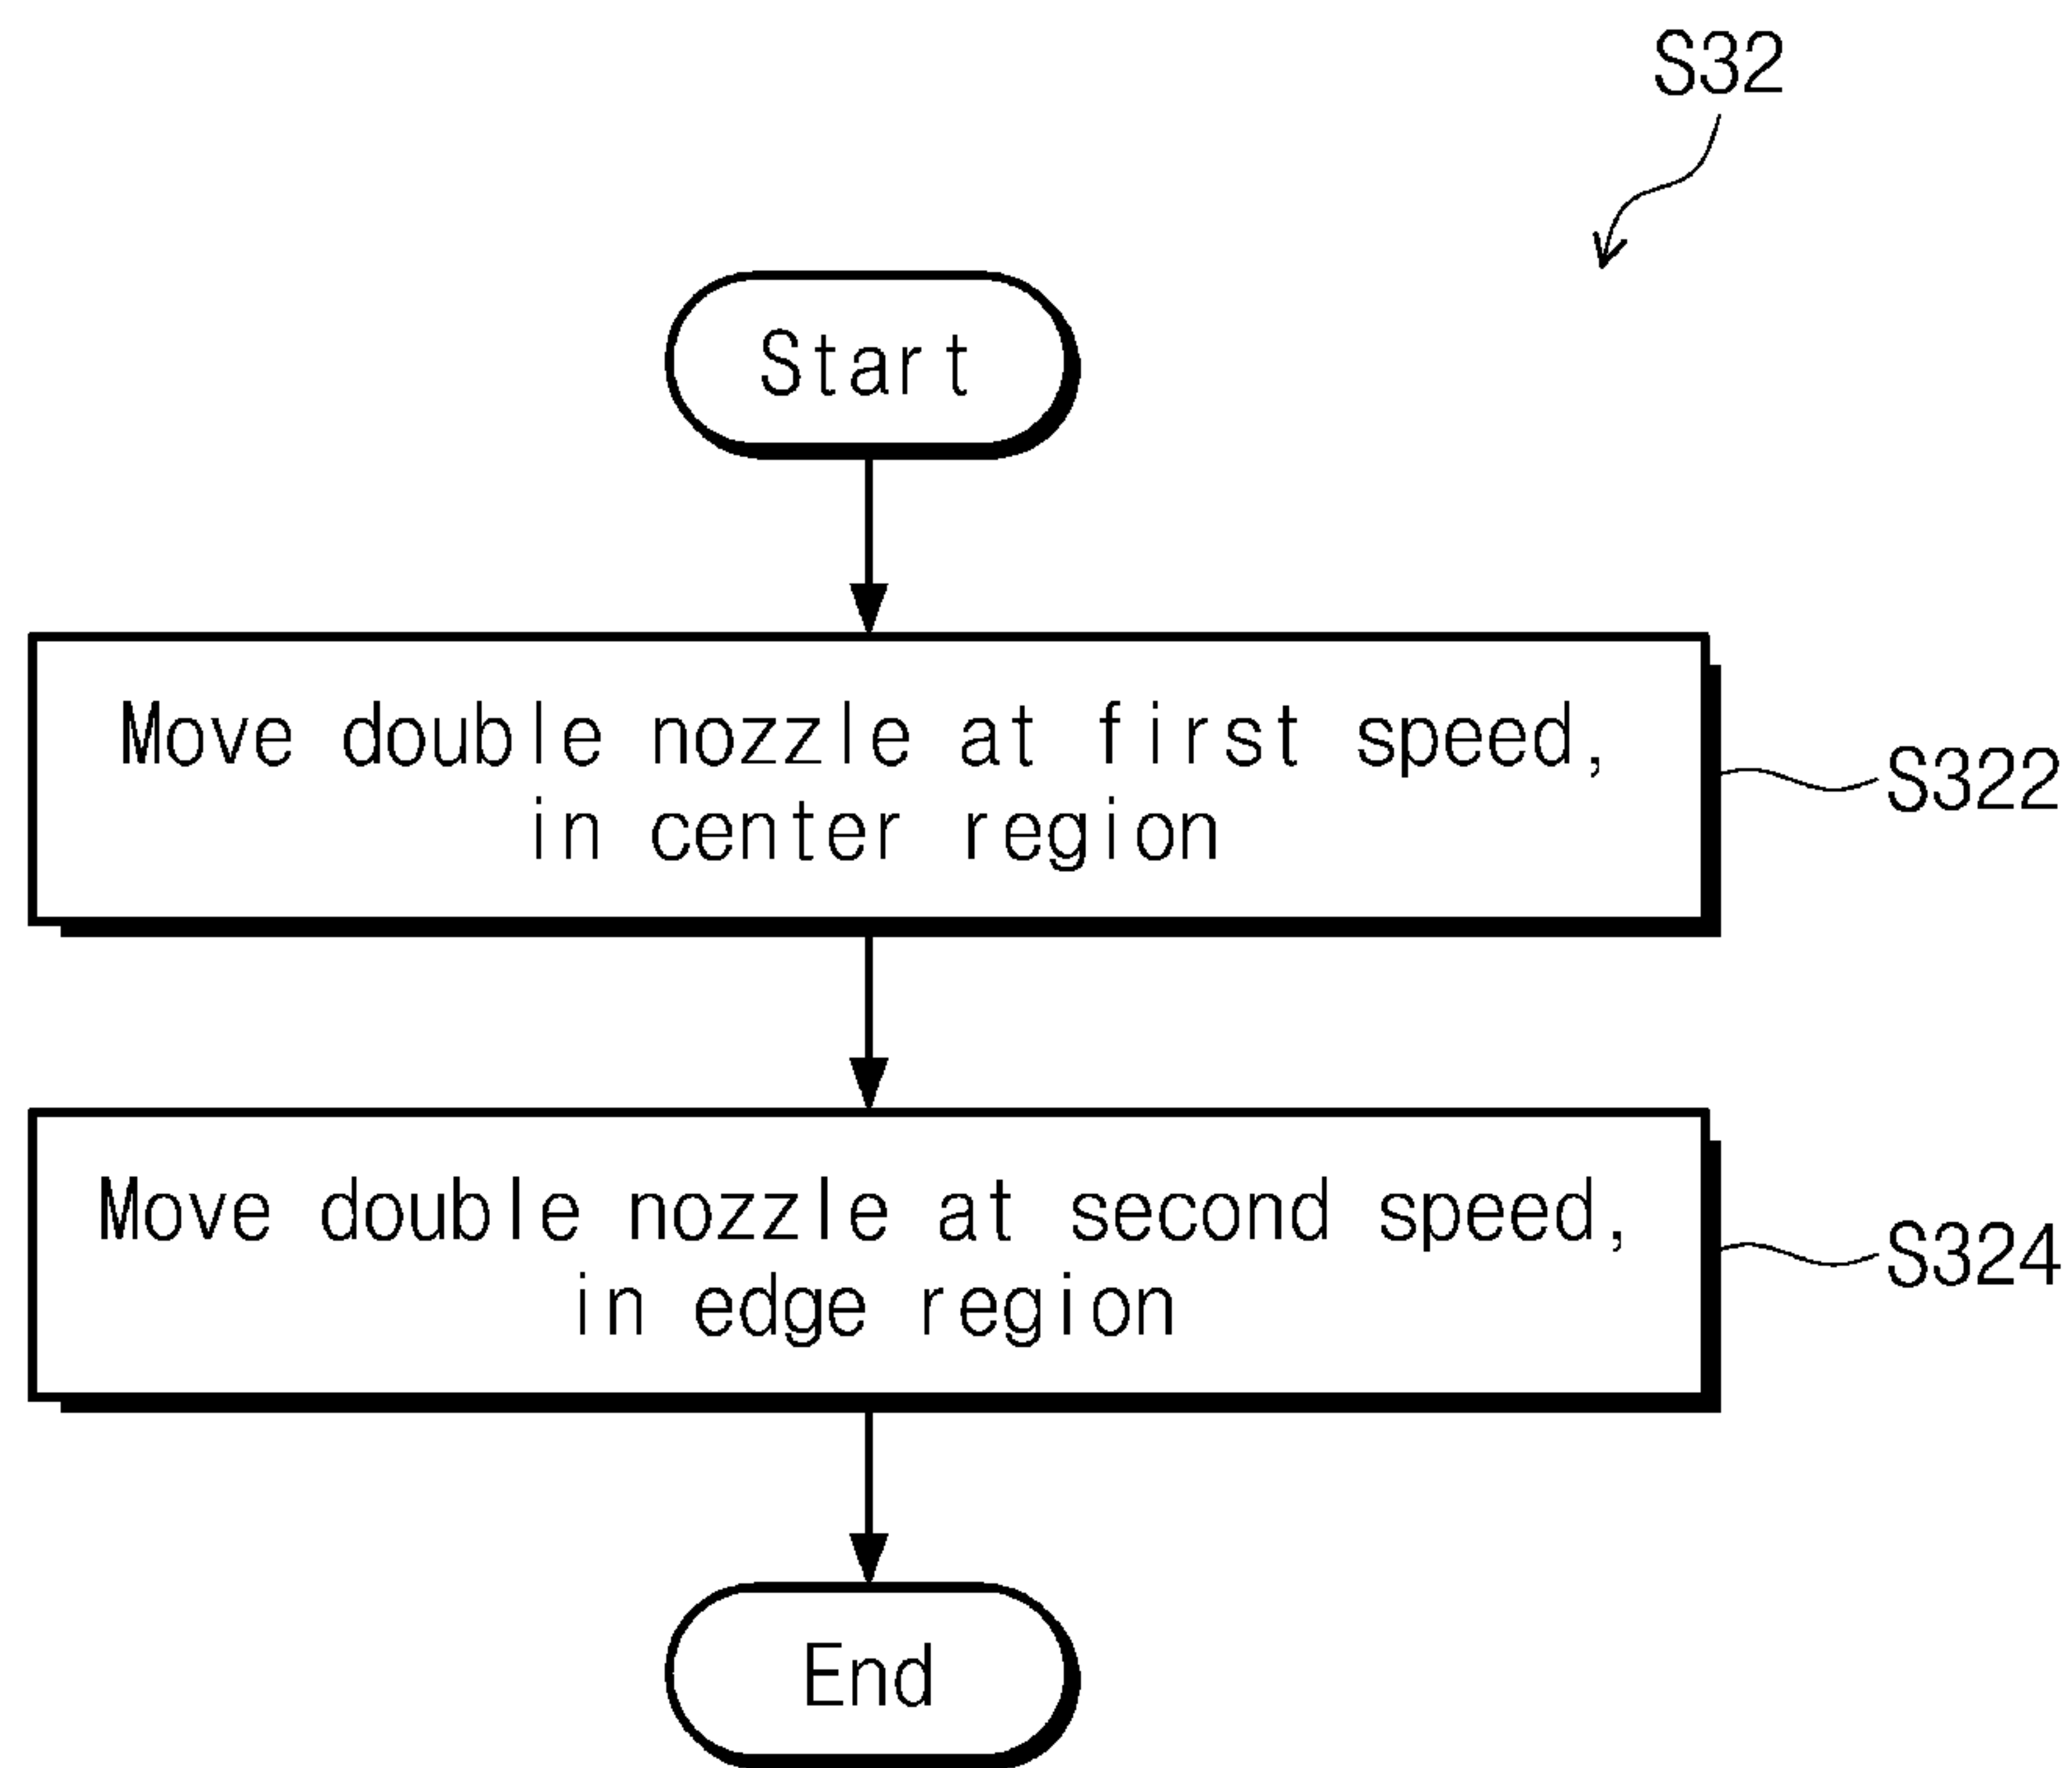 S32
Start
Move double nozzle at first speed,
in center region
S322
Move double nozzle at second speed,
in edge region
S324
End